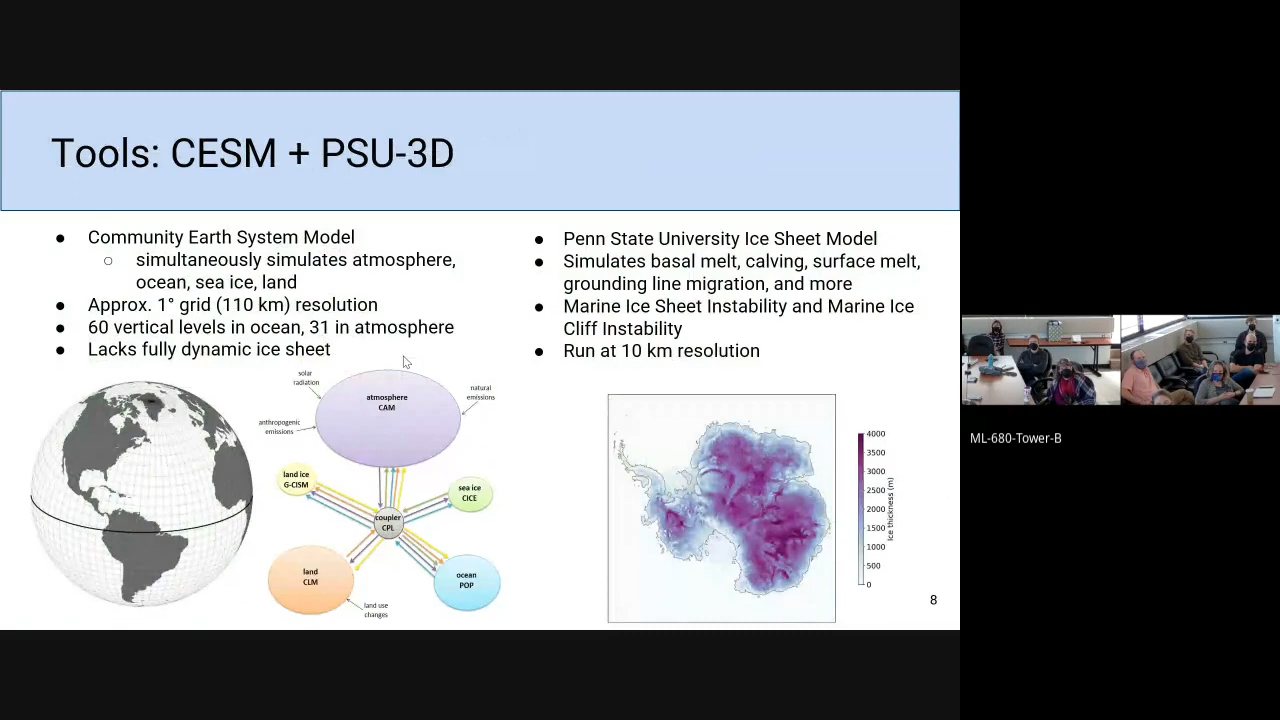 Tools: CESM + PSU-3D
● Community Earth System Model
○ simultaneously simulates atmosphere,
ocean, sea ice, land
● Approx. 1° grid (110 km) resolution
● 60 vertical levels in ocean, 31 in atmosphere
● Lacks fully dynamic ice sheet
● Penn State University Ice Sheet Model
● Simulates basal melt, calving, surface melt,
grounding line migration, and more
● Marine Ice Sheet Instability and Marine Ice
Cliff Instability
● Run at 10 km resolution
solar
radiation
atmosphere
CAM
natural
emissions
anthropogenic
emissions
land ice
G-CISM
sea ice
CICE
coupler
CPL
land
CLM
ocean
POP
land use
changes
4000
3500
3000
2500
2000
1500
1000
500
0
Ice thickness (m)
8
ML-680-Tower-B